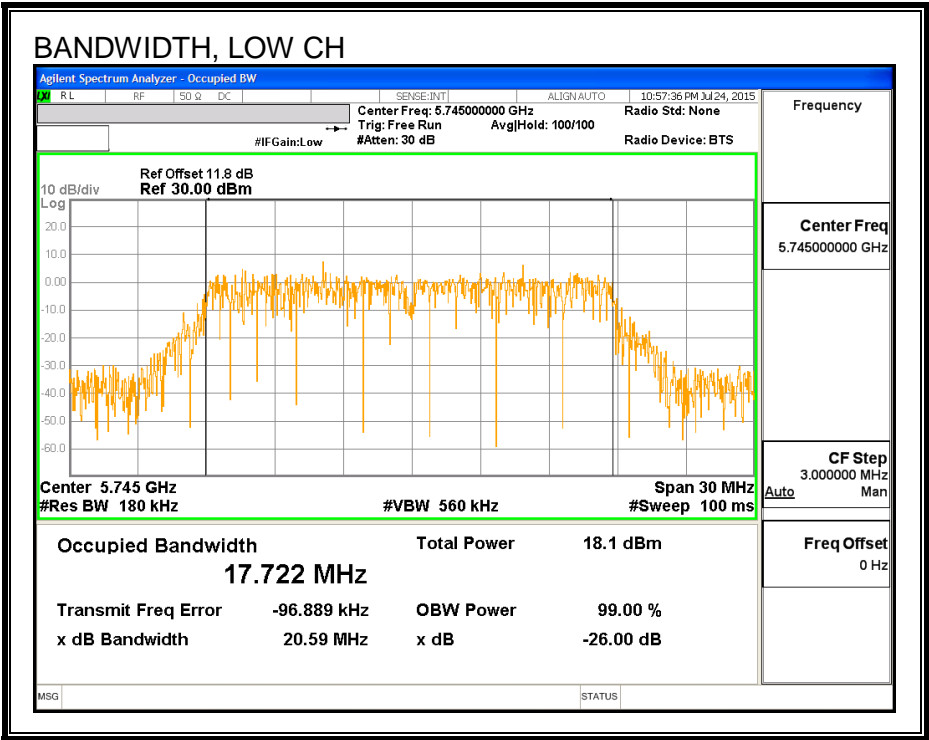 BANDWIDTH, LOW CH
Agilent Spectrum Analyzer - Occupied BW
LXI RL RF 50 Ω DC SENSE:INT ALIGNAUTO 10:57:36 PM Jul 24, 2015
Center Freq: 5.745000000 GHz Radio Std: None
Trig: Free Run Avg|Hold: 100/100
#IFGain:Low #Atten: 30 dB Radio Device: BTS
Ref Offset 11.8 dB
10 dB/div Ref 30.00 dBm
Log
20.0
10.0
0.00
-10.0
-20.0
-30.0
-40.0
-50.0
-60.0
Center 5.745 GHz Span 30 MHz
#Res BW 180 kHz #VBW 560 kHz #Sweep 100 ms
Occupied Bandwidth Total Power 18.1 dBm
17.722 MHz
Transmit Freq Error -96.889 kHz OBW Power 99.00 %
x dB Bandwidth 20.59 MHz x dB -26.00 dB
Frequency
Center Freq
5.745000000 GHz
CF Step
3.000000 MHz
Auto Man
Freq Offset
0 Hz
MSG STATUS